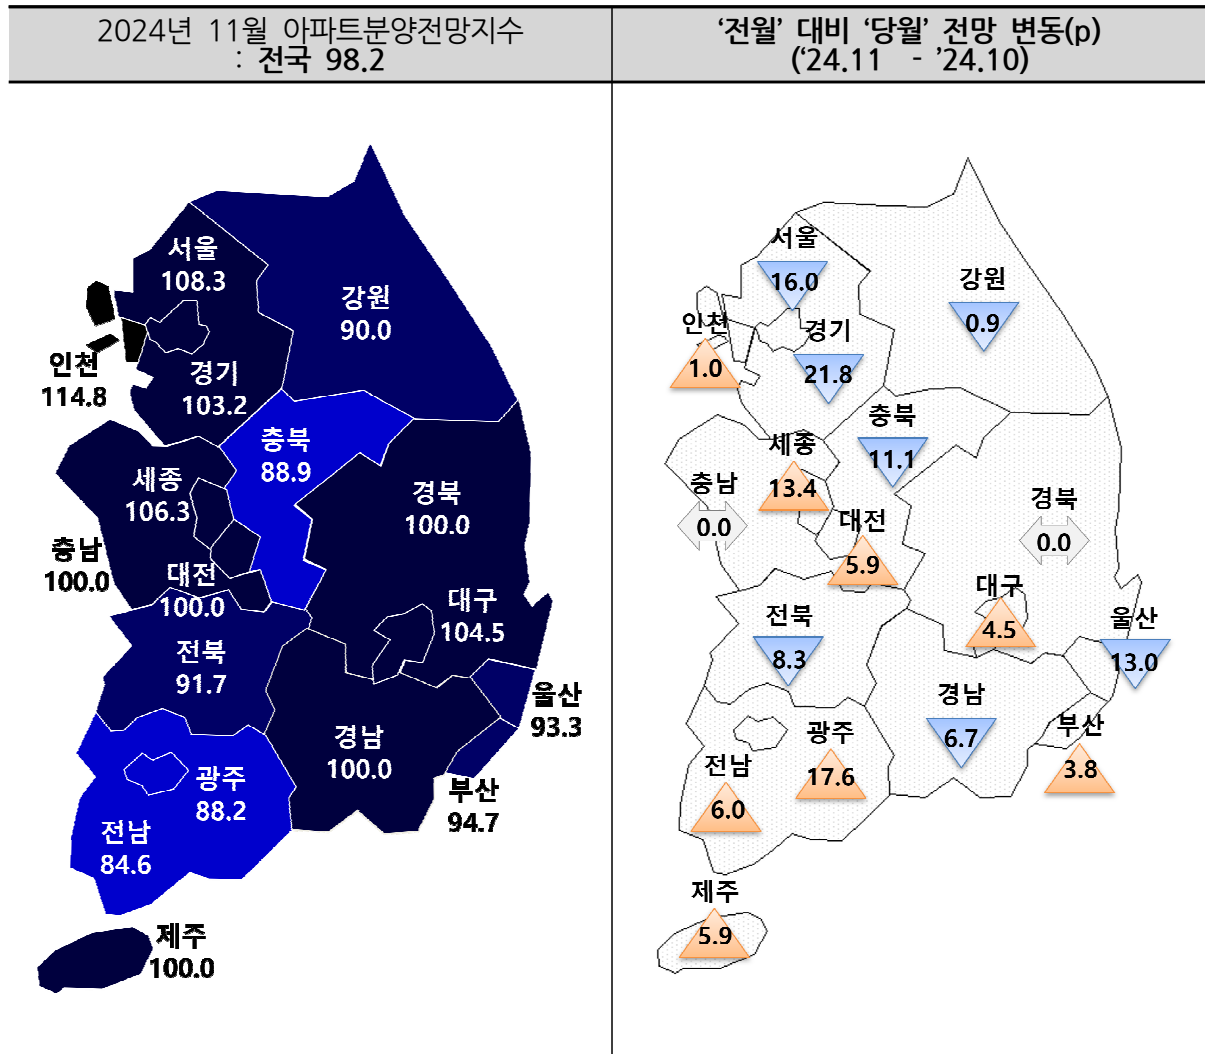 2024년 11월 아파트분양전망지수
: 전국 98.2
‘전월’ 대비 ‘당월’ 전망 변동(p)
(‘24.11 - ’24.10)
서울
108.3
강원
90.0
인천
114.8
경기
103.2
충북
88.9
세종
106.3
경북
100.0
충남
100.0
대전
100.0
대구
104.5
전북
91.7
울산
93.3
경남
100.0
부산
94.7
광주
88.2
전남
84.6
제주
100.0
서울
16.0
강원
0.9
인천
1.0
경기
21.8
충북
11.1
세종
13.4
충남
0.0
경북
0.0
대전
5.9
대구
4.5
전북
8.3
울산
13.0
경남
6.7
부산
3.8
광주
17.6
전남
6.0
제주
5.9